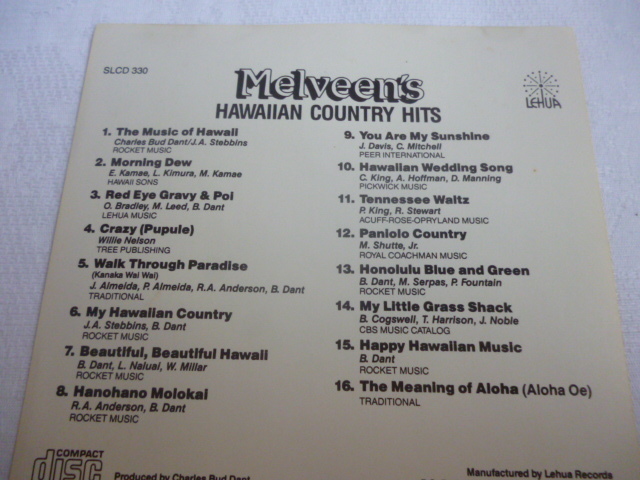 SLCD 330
Melveen's
HAWAIIAN COUNTRY HITS
LEHUA
1. The Music of Hawaii
Charles Bud Dant/J.A. Stebbins
ROCKET MUSIC
2. Morning Dew
E. Kamae, L. Kimura, M. Kamae
HAWAII SONS
3. Red Eye Gravy & Poi
O. Bradley, M. Leed, B. Dant
LEHUA MUSIC
4. Crazy (Pupule)
Willie Nelson
TREE PUBLISHING
5. Walk Through Paradise
(Kanaka Wai Wai)
J. Almeida, P. Almeida, R.A. Anderson, B. Dant
TRADITIONAL
6. My Hawaiian Country
J.A. Stebbins, B. Dant
ROCKET MUSIC
7. Beautiful, Beautiful Hawaii
B. Dant, L. Naluai, W. Millar
ROCKET MUSIC
8. Hanohano Molokai
R.A. Anderson, B. Dant
ROCKET MUSIC
9. You Are My Sunshine
J. Davis, C. Mitchell
PEER INTERNATIONAL
10. Hawaiian Wedding Song
C. King, A. Hoffman, D. Manning
PICKWICK MUSIC
11. Tennessee Waltz
P. King, R. Stewart
ACUFF-ROSE-OPRYLAND MUSIC
12. Paniolo Country
M. Shutte, Jr.
ROYAL COACHMAN MUSIC
13. Honolulu Blue and Green
B. Dant, M. Serpas, P. Fountain
ROCKET MUSIC
14. My Little Grass Shack
B. Cogswell, T. Harrison, J. Noble
CBS MUSIC CATALOG
15. Happy Hawaiian Music
B. Dant
ROCKET MUSIC
16. The Meaning of Aloha (Aloha Oe)
TRADITIONAL
COMPACT
disc
Produced by Charles Bud Dant
Manufactured by Lehua Records